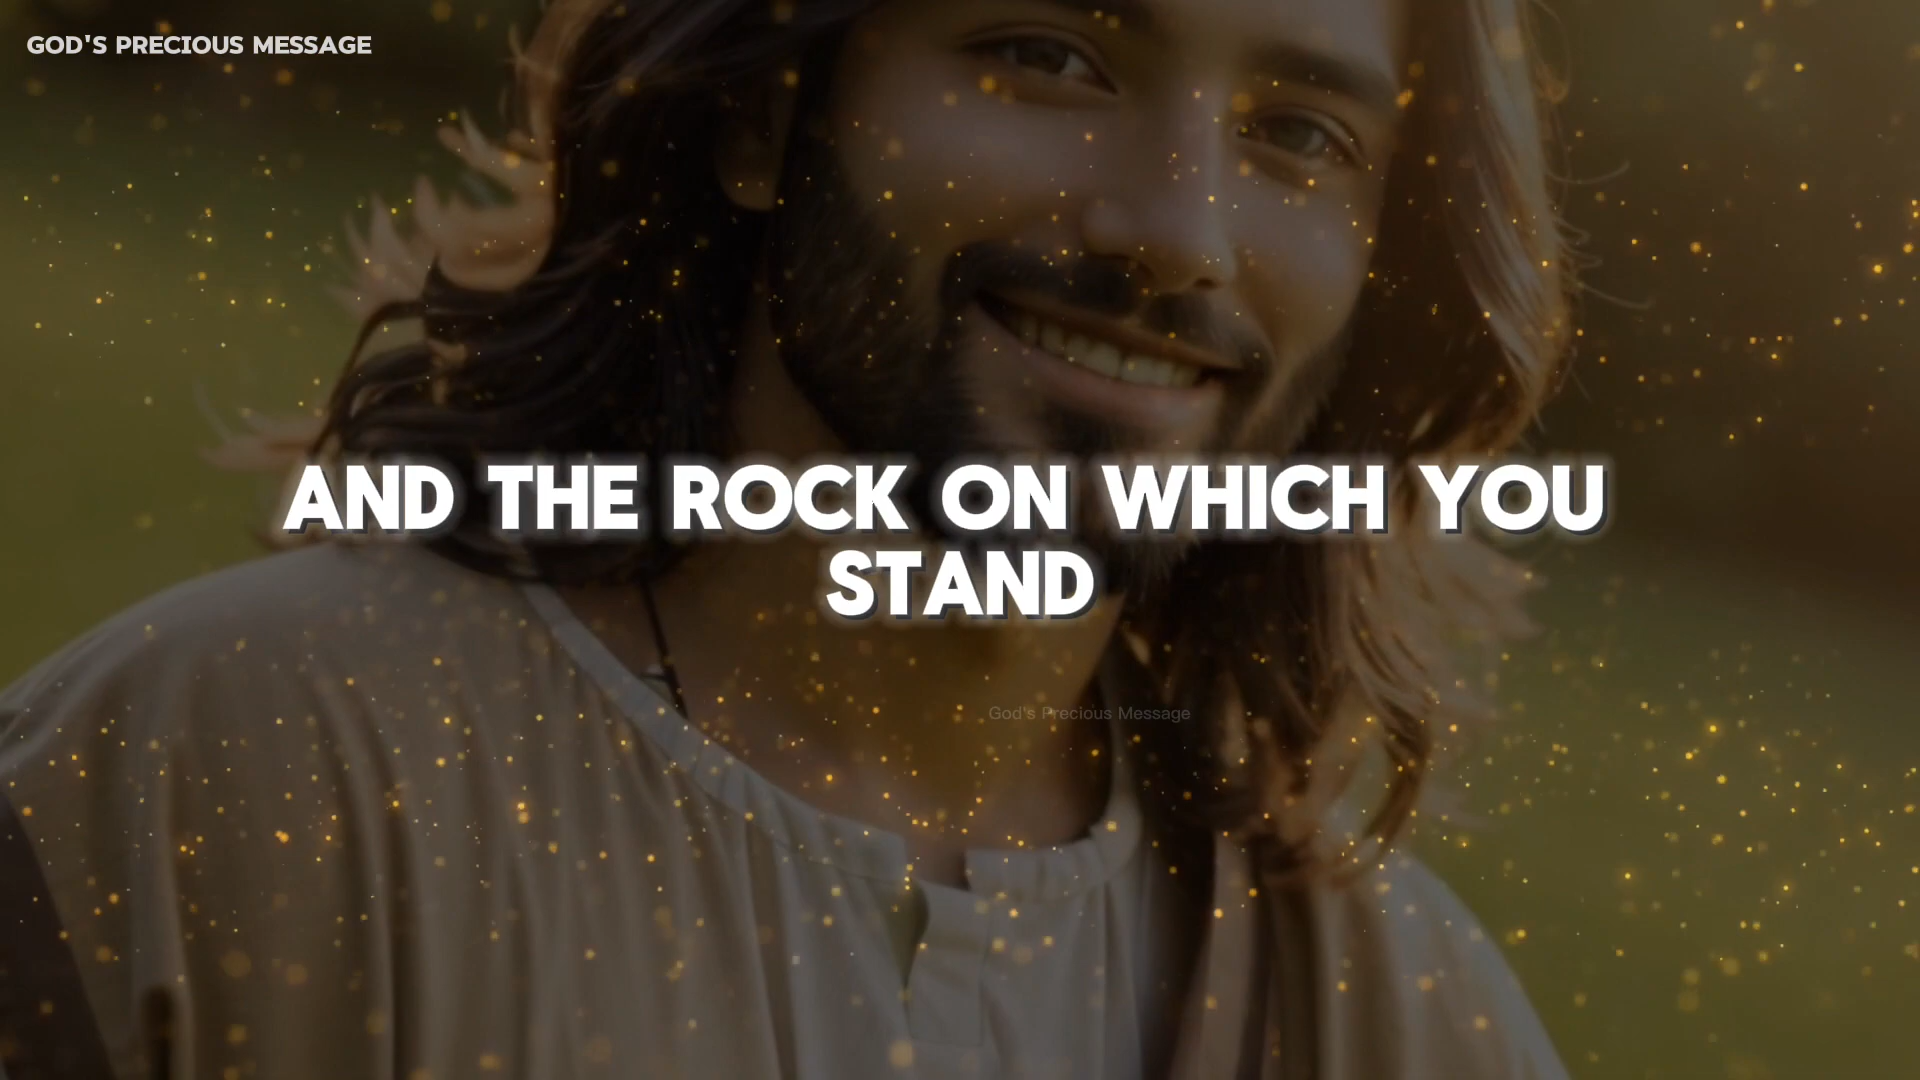 GOD'S PRECIOUS MESSAGE
AND THE ROCK ON WHICH YOU
STAND
God's Precious Message